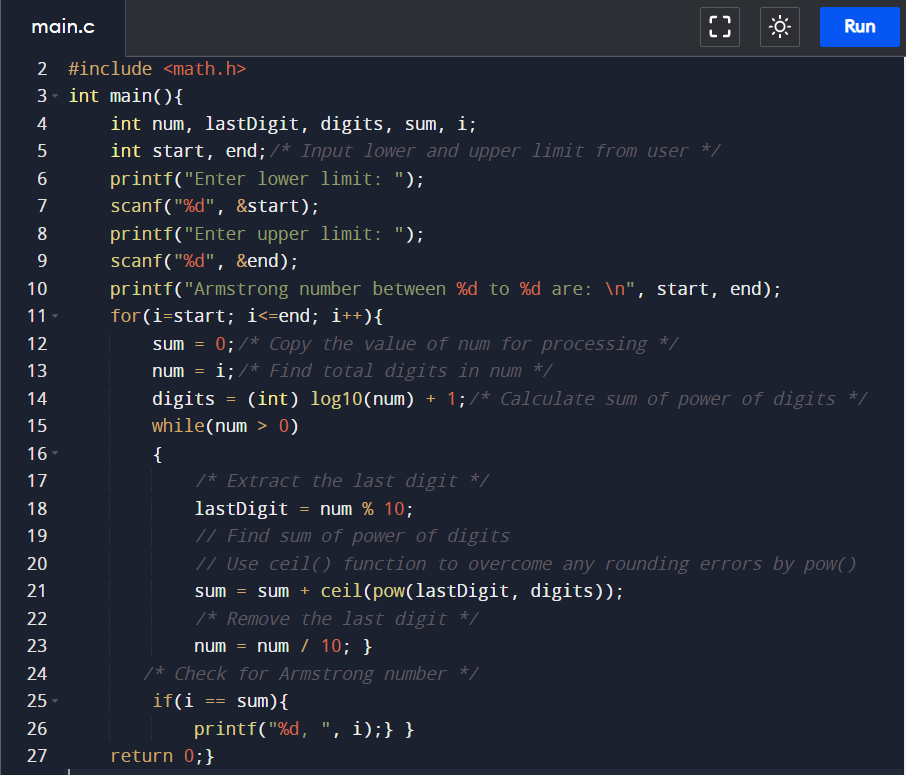 main.c
Run
2 #include <math.h>
3 int main(){
4 int num, lastDigit, digits, sum, i;
5 int start, end;/* Input lower and upper limit from user */
6 printf("Enter lower limit: ");
7 scanf("%d", &start);
8 printf("Enter upper limit: ");
9 scanf("%d", &end);
10 printf("Armstrong number between %d to %d are: \n", start, end);
11 for(i=start; i<=end; i++){
12 sum = 0;/* Copy the value of num for processing */
13 num = i;/* Find total digits in num */
14 digits = (int) log10(num) + 1;/* Calculate sum of power of digits */
15 while(num > 0)
16 {
17 /* Extract the last digit */
18 lastDigit = num % 10;
19 // Find sum of power of digits
20 // Use ceil() function to overcome any rounding errors by pow()
21 sum = sum + ceil(pow(lastDigit, digits));
22 /* Remove the last digit */
23 num = num / 10; }
24 /* Check for Armstrong number */
25 if(i == sum){
26 printf("%d, ", i);} }
27 return 0;}